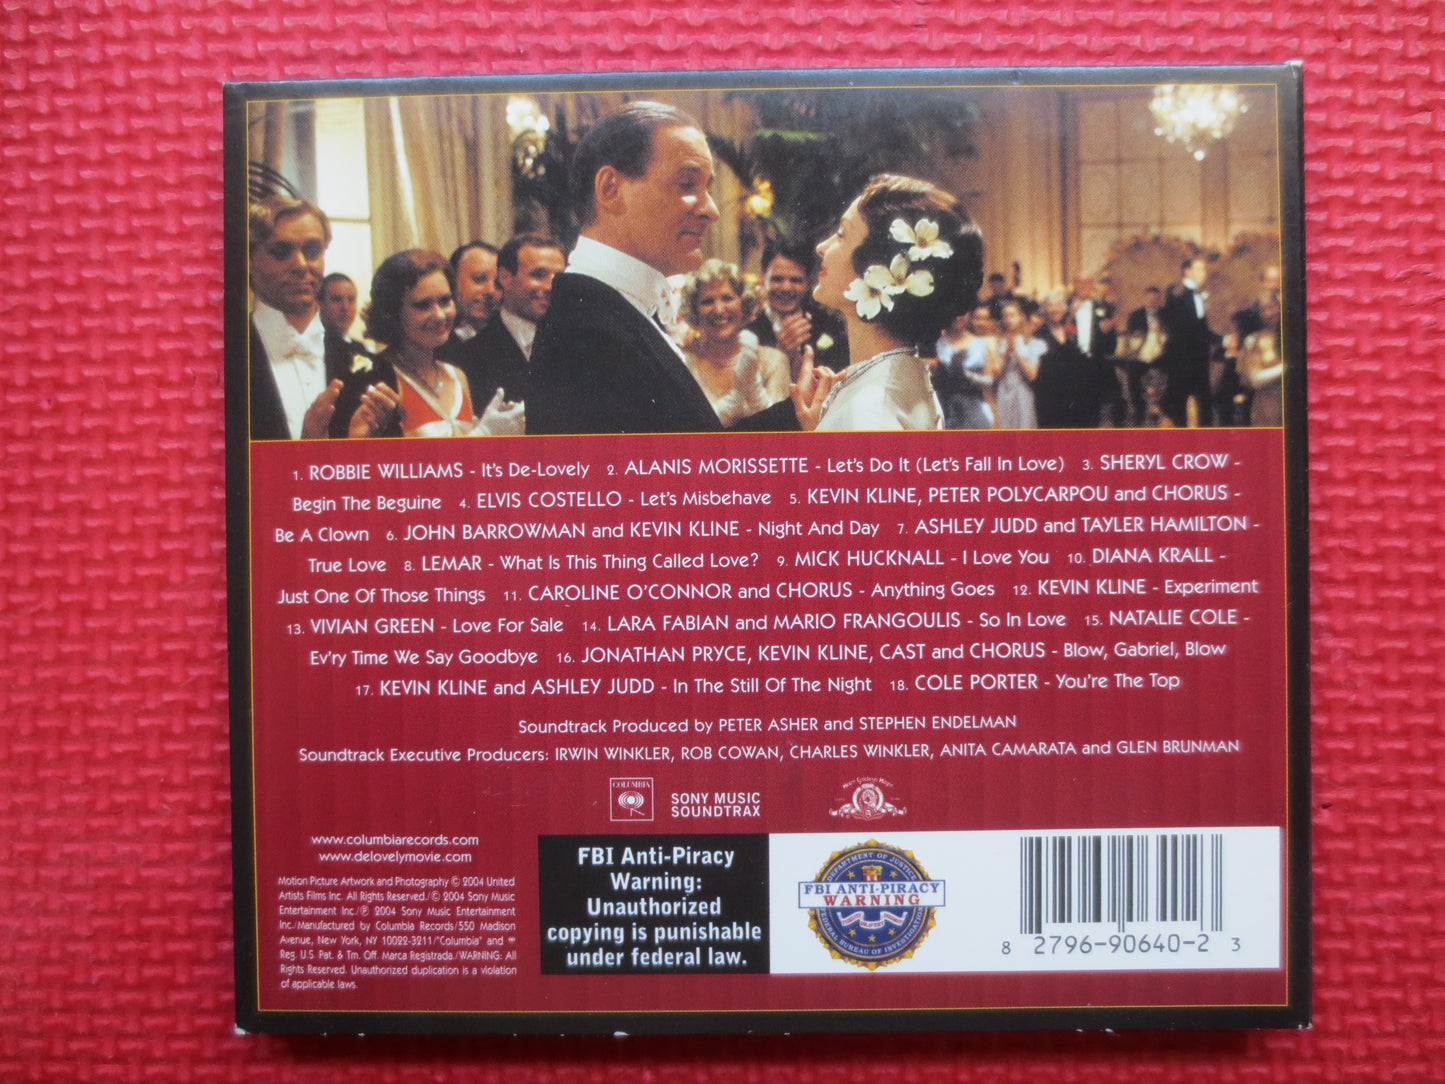 1. ROBBIE WILLIAMS - It's De-Lovely 2. ALANIS MORISSETTE - Let's Do It (Let's Fall In Love) 3. SHERYL CROW -
Begin The Beguine 4. ELVIS COSTELLO - Let's Misbehave 5. KEVIN KLINE, PETER POLYCARPOU and CHORUS -
Be A Clown 6. JOHN BARROWMAN and KEVIN KLINE - Night And Day 7. ASHLEY JUDD and TAYLER HAMILTON -
True Love 8. LEMAR - What Is This Thing Called Love? 9. MICK HUCKNALL - I Love You 10. DIANA KRALL -
Just One Of Those Things 11. CAROLINE O'CONNOR and CHORUS - Anything Goes 12. KEVIN KLINE - Experiment
13. VIVIAN GREEN - Love For Sale 14. LARA FABIAN and MARIO FRANGOULIS - So In Love 15. NATALIE COLE -
Ev'ry Time We Say Goodbye 16. JONATHAN PRYCE, KEVIN KLINE, CAST and CHORUS - Blow, Gabriel, Blow
17. KEVIN KLINE and ASHLEY JUDD - In The Still Of The Night 18. COLE PORTER - You're The Top
Soundtrack Produced by PETER ASHER and STEPHEN ENDELMAN
Soundtrack Executive Producers: IRWIN WINKLER, ROB COWAN, CHARLES WINKLER, ANITA CAMARATA and GLEN BRUNMAN
COLUMBIA
SONY MUSIC
SOUNDTRAX
Metro Goldwyn Mayer
www.columbiarecords.com
www.delovelymovie.com
Motion Picture Artwork and Photography © 2004 United
Artists Films Inc. All Rights Reserved./© 2004 Sony Music
Entertainment Inc./℗ 2004 Sony Music Entertainment
Inc./Manufactured by Columbia Records/550 Madison
Avenue, New York, NY 10022-3211/"Columbia" and
Reg. U.S. Pat. & Tm. Off. Marca Registrada/WARNING: All
Rights Reserved. Unauthorized duplication is a violation
of applicable laws.
FBI Anti-Piracy
Warning:
Unauthorized
copying is punishable
under federal law.
DEPARTMENT OF JUSTICE
FBI ANTI-PIRACY
WARNING
FEDERAL BUREAU OF INVESTIGATION
8 2796-90640-2 3